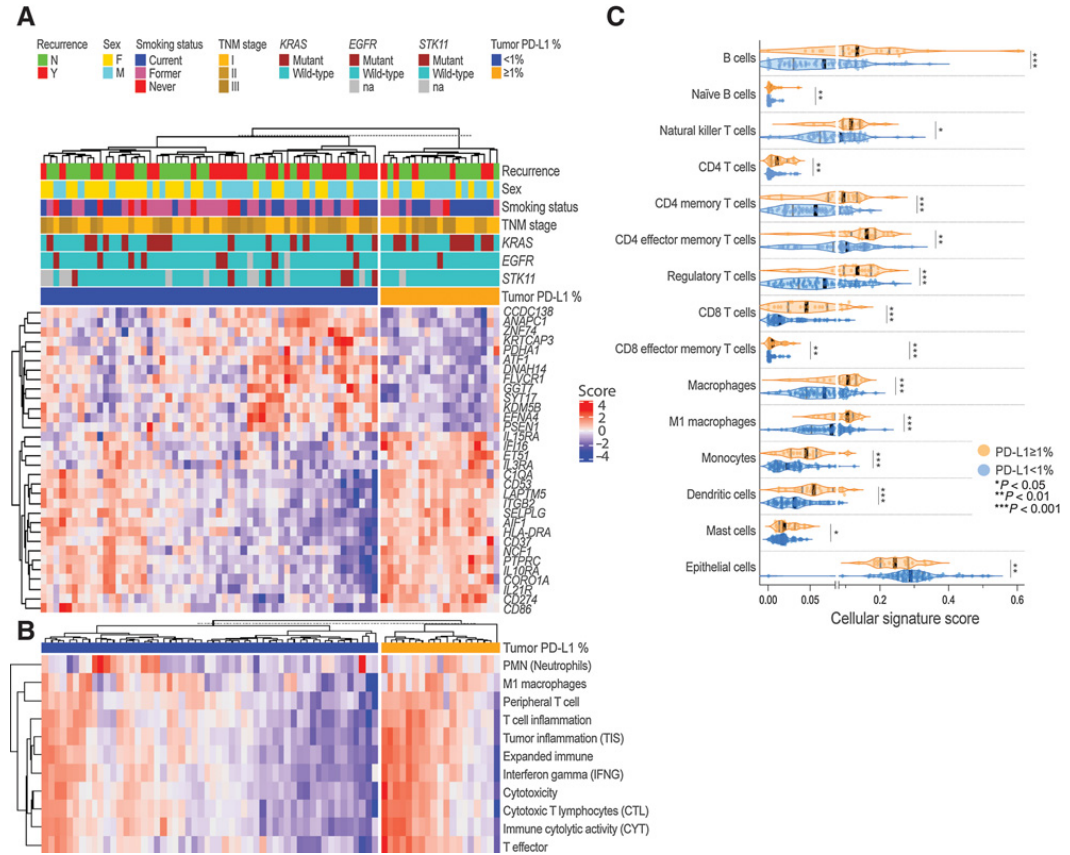 A
Recurrence
N
Y
Sex
F
M
Smoking status
Current
Former
Never
TNM stage
I
II
III
KRAS
Mutant
Wild-type
EGFR
Mutant
Wild-type
na
STK11
Mutant
Wild-type
na
Tumor PD-L1 %
<1%
≥1%
Recurrence
Sex
Smoking status
TNM stage
KRAS
EGFR
STK11
Tumor PD-L1 %
CCDC138
ANAPC1
ZNF74
KRTCAP3
PDHA1
ATF1
DNAH14
FLVCR1
GGT7
SYT17
KDM5B
EFNA4
PSEN1
IL15RA
IFI16
ETS1
IL3RA
C1QA
CD53
LAPTM5
ITGB2
SELPLG
AIF1
HLA-DRA
CD37
NCF1
PTPRC
IL10RA
CORO1A
IL21R
CD274
CD86
Score
4
2
0
−2
−4
B
Tumor PD-L1 %
PMN (Neutrophils)
M1 macrophages
Peripheral T cell
T cell inflammation
Tumor inflammation (TIS)
Expanded immune
Interferon gamma (IFNG)
Cytotoxicity
Cytotoxic T lymphocytes (CTL)
Immune cytolytic activity (CYT)
T effector
C
B cells ***
Naïve B cells **
Natural killer T cells *
CD4 T cells **
CD4 memory T cells ***
CD4 effector memory T cells **
Regulatory T cells ***
CD8 T cells ***
CD8 effector memory T cells ** ***
Macrophages ***
M1 macrophages ***
Monocytes ***
Dendritic cells ***
Mast cells *
Epithelial cells **
PD-L1≥1%
PD-L1<1%
*P < 0.05
**P < 0.01
***P < 0.001
0.00 0.05 0.2 0.4 0.6
Cellular signature score